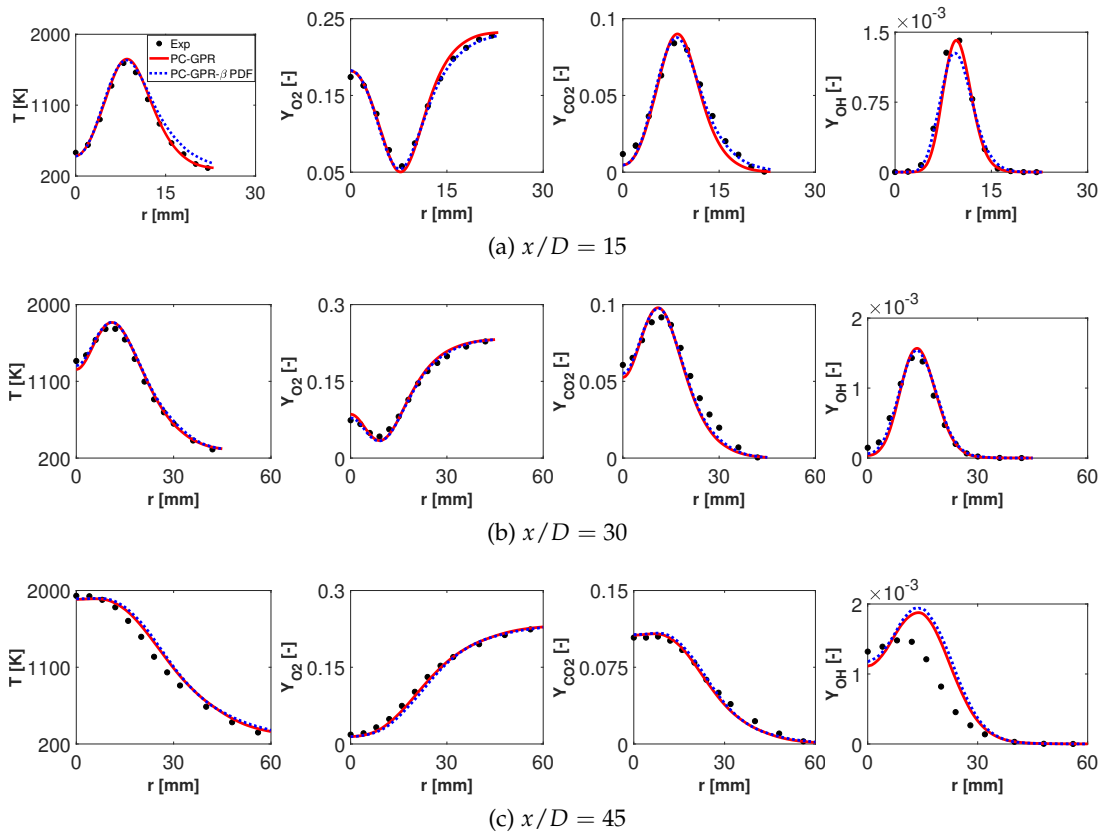 2000
1100
200
T [K]
0 15 30
r [mm]
Exp
PC-GPR
PC-GPR-β PDF
0.25
0.15
0.05
Y_O2 [-]
0 15 30
r [mm]
0.1
0.05
0
Y_CO2 [-]
0 15 30
r [mm]
×10⁻³
1.5
0.75
0
Y_OH [-]
0 15 30
r [mm]
(a) x/D = 15
2000
1100
200
T [K]
0 30 60
r [mm]
0.3
0.15
0
Y_O2 [-]
0 30 60
r [mm]
0.1
0.05
0
Y_CO2 [-]
0 30 60
r [mm]
×10⁻³
2
1
0
Y_OH [-]
0 30 60
r [mm]
(b) x/D = 30
2000
1100
200
T [K]
0 30 60
r [mm]
0.3
0.15
0
Y_O2 [-]
0 30 60
r [mm]
0.15
0.075
0
Y_CO2 [-]
0 30 60
r [mm]
×10⁻³
2
1
0
Y_OH [-]
0 30 60
r [mm]
(c) x/D = 45